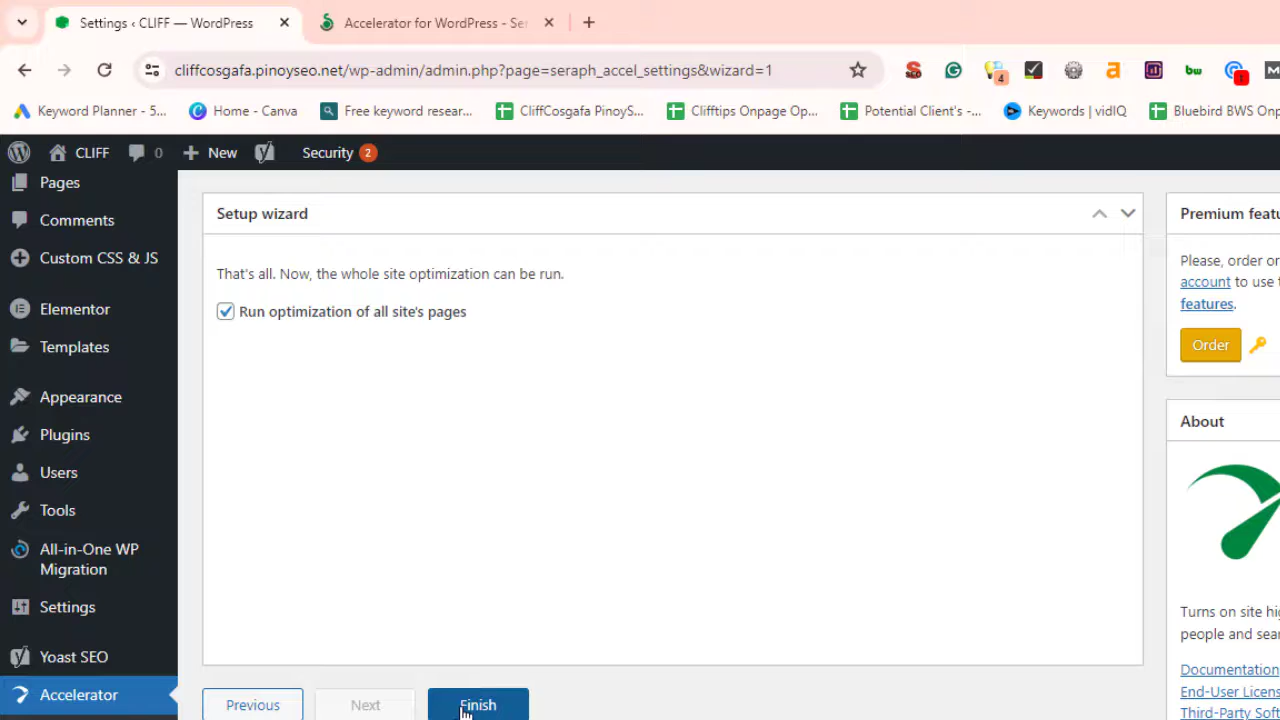 Settings ‹ CLIFF — WordPress
Accelerator for WordPress - Se
cliffcosgafa.pinoyseo.net/wp-admin/admin.php?page=seraph_accel_settings&wizard=1
4
a
bw
1
M
Keyword Planner - 5...
Home - Canva
Free keyword resear...
CliffCosgafa PinoyS...
Clifftips Onpage Op...
Potential Client's -...
Keywords | vidIQ
Bluebird BWS Onp
CLIFF
0
New
Security 2
Pages
Comments
Custom CSS & JS
Elementor
Templates
Appearance
Plugins
Users
Tools
All-in-One WP
Migration
Settings
Yoast SEO
Accelerator
Setup wizard
That's all. Now, the whole site optimization can be run.
Run optimization of all site's pages
Previous
Next
Finish
Premium featu
Please, order or
account to use t
features.
Order
About
Turns on site hig
people and sear
Documentation
End-User Licens
Third-Party Soft